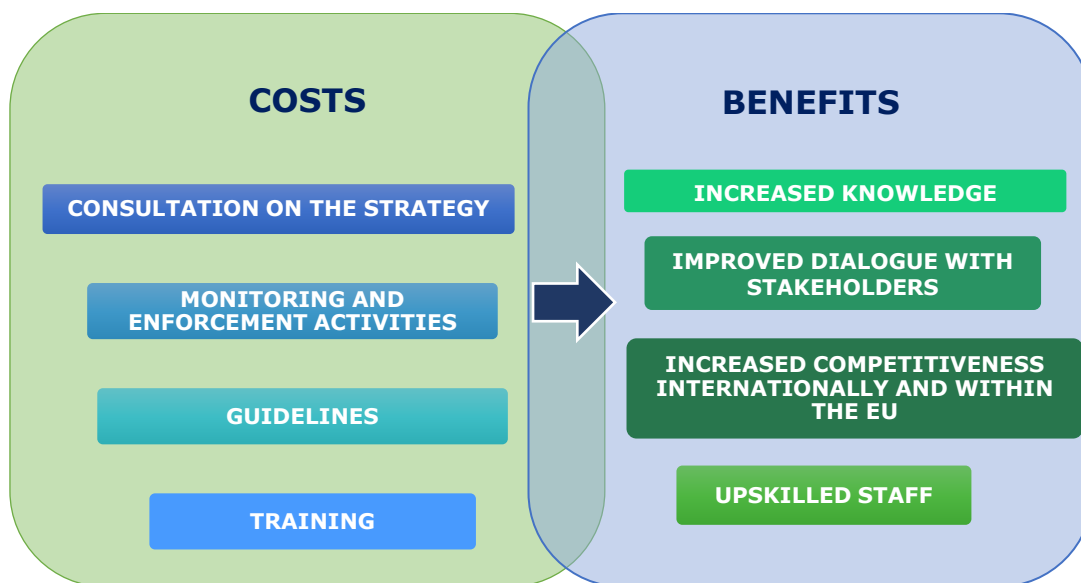 COSTS
CONSULTATION ON THE STRATEGY
MONITORING AND
ENFORCEMENT ACTIVITIES
GUIDELINES
TRAINING
BENEFITS
INCREASED KNOWLEDGE
IMPROVED DIALOGUE WITH
STAKEHOLDERS
INCREASED COMPETITIVENESS
INTERNATIONALLY AND WITHIN
THE EU
UPSKILLED STAFF